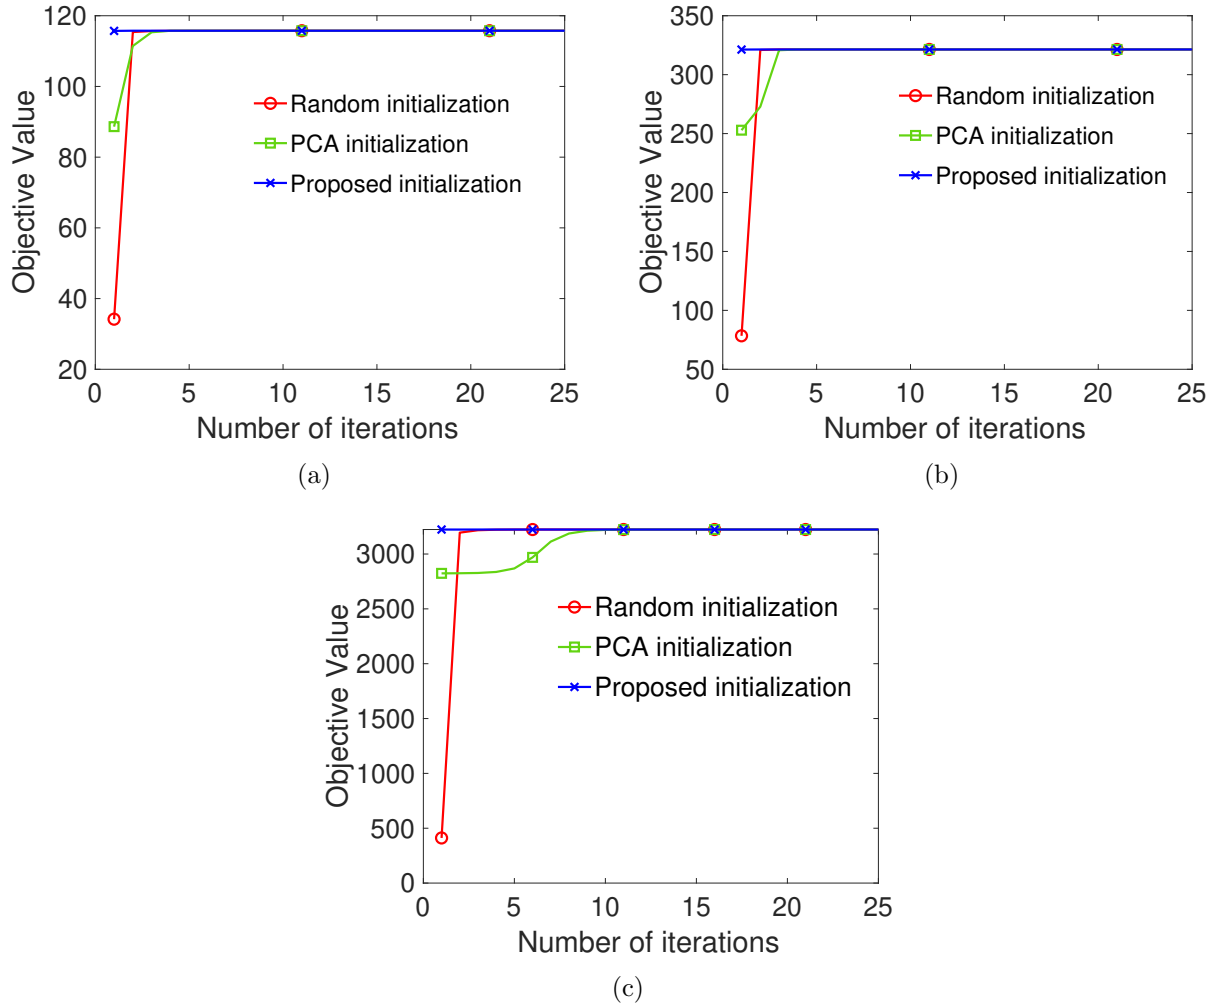 120
100
80
60
40
20
0
5
10
15
20
25
Objective Value
Number of iterations
Random initialization
PCA initialization
Proposed initialization
(a)
350
300
250
200
150
100
50
0
5
10
15
20
25
Objective Value
Number of iterations
Random initialization
PCA initialization
Proposed initialization
(b)
3000
2500
2000
1500
1000
500
0
0
5
10
15
20
25
Objective Value
Number of iterations
Random initialization
PCA initialization
Proposed initialization
(c)